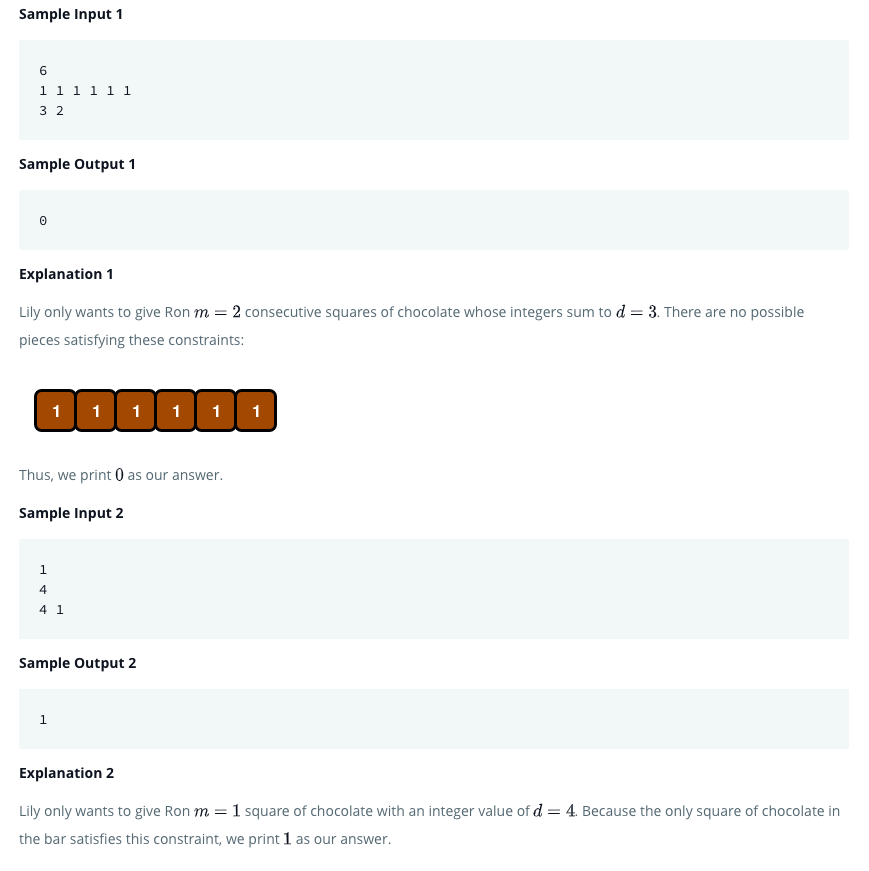 Sample Input 1
6
1 1 1 1 1 1
3 2
Sample Output 1
0
Explanation 1
Lily only wants to give Ron m = 2 consecutive squares of chocolate whose integers sum to d = 3. There are no possible
pieces satisfying these constraints:
1 1 1 1 1 1
Thus, we print 0 as our answer.
Sample Input 2
1
4
4 1
Sample Output 2
1
Explanation 2
Lily only wants to give Ron m = 1 square of chocolate with an integer value of d = 4. Because the only square of chocolate in
the bar satisfies this constraint, we print 1 as our answer.